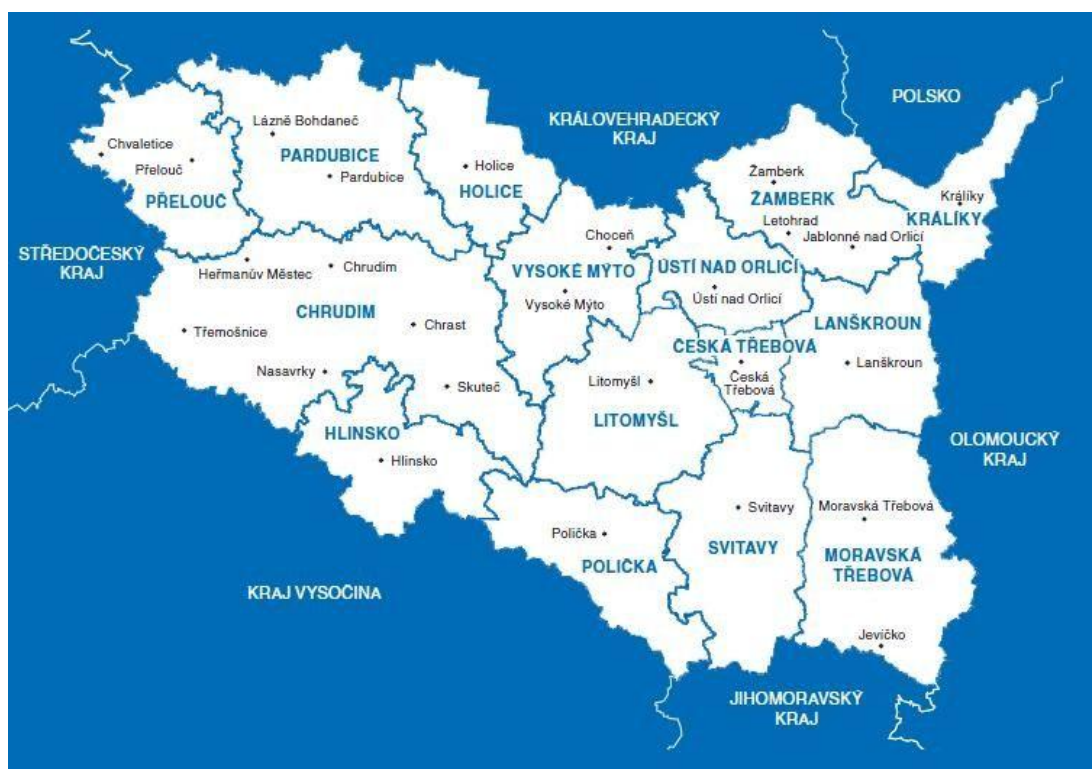 POLSKO
KRÁLOVEHRADECKÝ
KRAJ
Lázně Bohdaneč
Chvaletice
Přelouč
PARDUBICE
Pardubice
PŘELOUČ
Holice
HOLICE
Žamberk
ŽAMBERK
Králíky
KRÁLÍKY
Letohrad
Jablonné nad Orlicí
STŘEDOČESKÝ
KRAJ
Heřmanův Městec
Chrudim
CHRUDIM
Třemošnice
Chrast
Nasavrky
Skuteč
Choceň
VYSOKÉ MÝTO
Vysoké Mýto
ÚSTÍ NAD ORLICÍ
Ústí nad Orlicí
LANŠKROUN
Lanškroun
ČESKÁ TŘEBOVÁ
Česká
Třebová
Litomyšl
LITOMYŠL
HLINSKO
Hlinsko
OLOMOUCKÝ
KRAJ
Polička
POLIČKA
Svitavy
SVITAVY
Moravská Třebová
MORAVSKÁ
TŘEBOVÁ
Jevíčko
KRAJ VYSOČINA
JIHOMORAVSKÝ
KRAJ